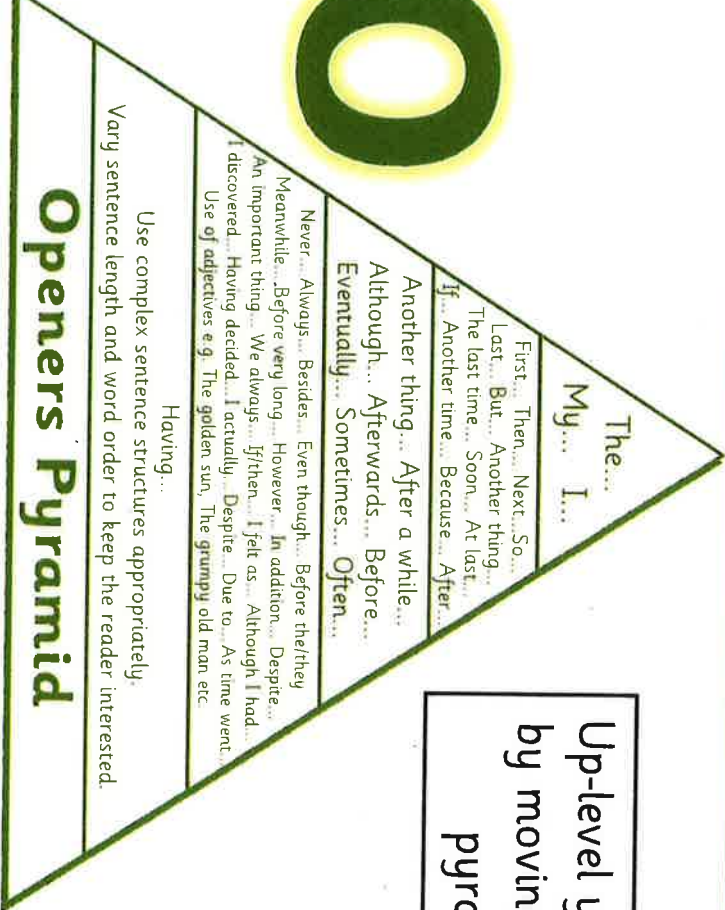 O
The...
My... I...
First... Then... Next...So...
Last... But... Another thing...
The last time... Soon... At last...
If... Another time... Because... After...
Another thing... After a while...
Although... Afterwards... Before...
Eventually... Sometimes... Often...
Never... Always... Besides... Even though... Before the/they
Meanwhile... Before very long... However... In addition... Despite...
An important thing... We always... If/then... I felt as... Although I had...
I discovered... Having decided... I actually... Despite... Due to... As time went...
Use of adjectives e.g. The golden sun, The grumpy old man etc.
Having...
Use complex sentence structures appropriately.
Vary sentence length and word order to keep the reader interested.
Openers Pyramid
Up-level
by